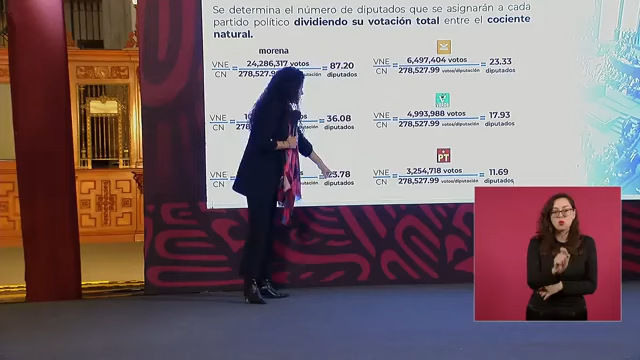 Se determina el número de diputados que se asignarán a cada
partido político dividiendo su votación total entre el cociente
natural.
morena
VNE = 24,286,317 votos = 87.20
CN 278,527.99 diputados
VNE = 6,497,404 votos = 23.33
CN 278,527.99 votos/diputación diputados
VNE = = 36.08
CN diputados
VERDE
VNE = 4,993,988 votos = 17.93
CN 278,527.99 votos/diputación diputados
VNE = 23.78
CN diputados
PT
VNE = 3,254,718 votos = 11.69
CN 278,527.99 votos/diputación diputados